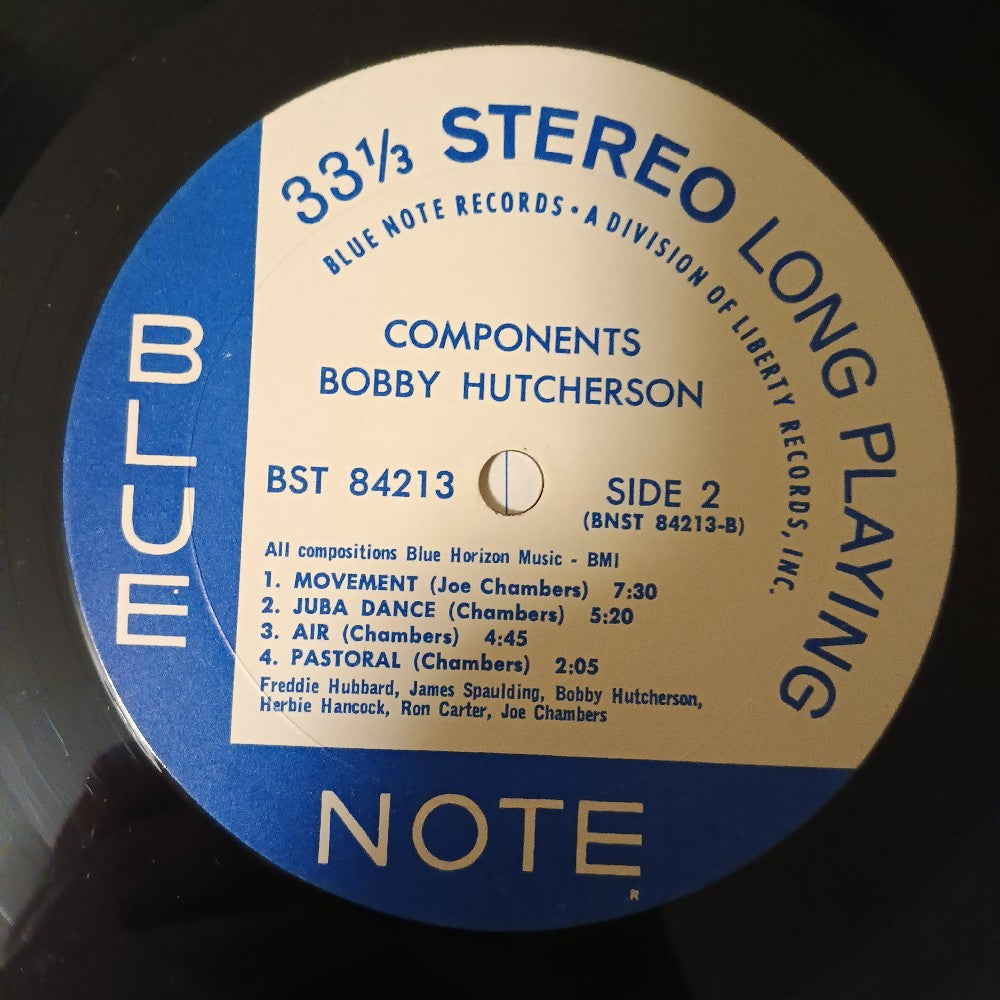 33⅓ STEREO LONG PLAYING
BLUE NOTE RECORDS • A DIVISION OF LIBERTY RECORDS, INC.
COMPONENTS
BOBBY HUTCHERSON
BST 84213
SIDE 2
(BNST 84213-B)
All compositions Blue Horizon Music - BMI
1. MOVEMENT (Joe Chambers) 7:30
2. JUBA DANCE (Chambers) 5:20
3. AIR (Chambers) 4:45
4. PASTORAL (Chambers) 2:05
Freddie Hubbard, James Spaulding, Bobby Hutcherson,
Herbie Hancock, Ron Carter, Joe Chambers
BLUE
NOTE